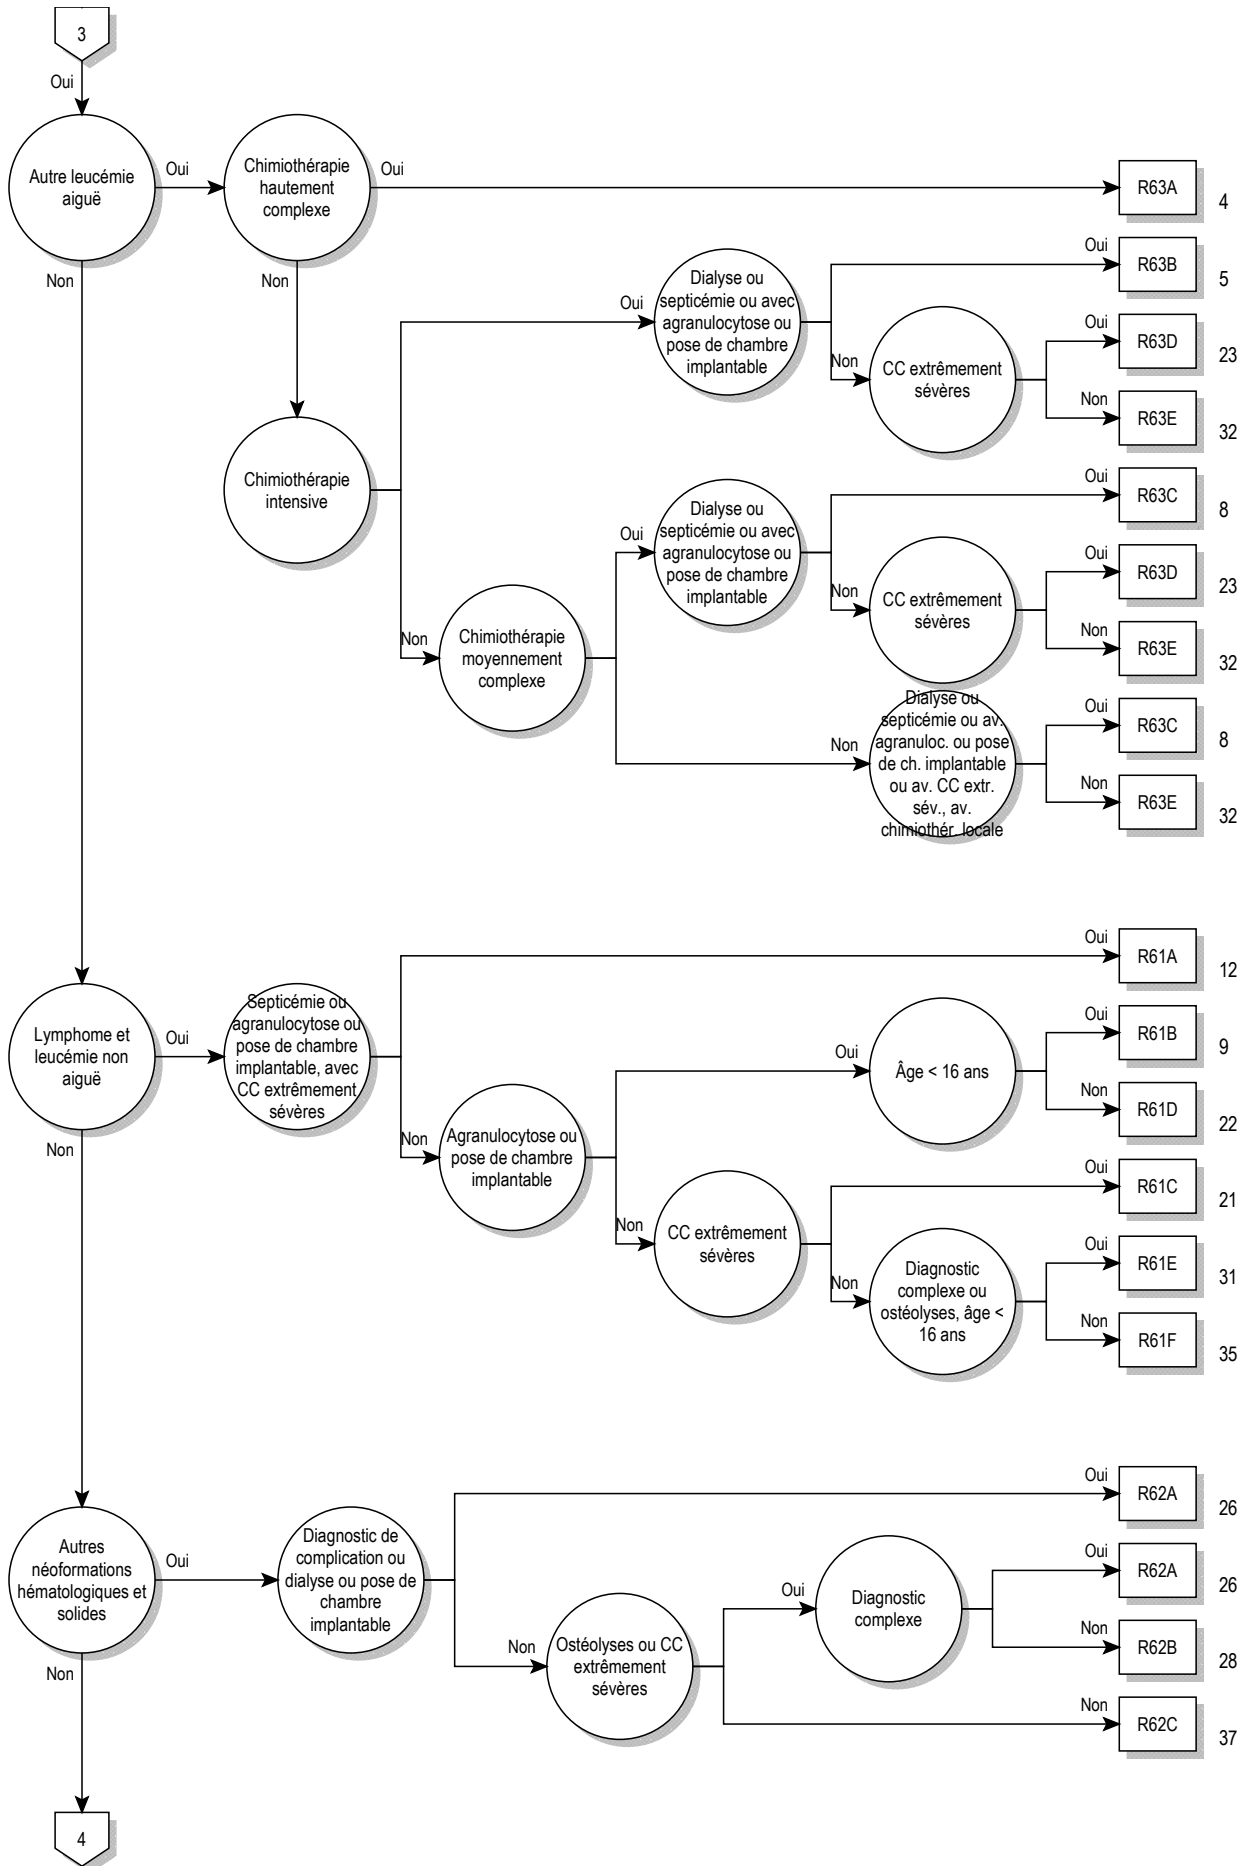 3
Oui
Autre leucémie
aiguë
Oui
Chimiothérapie
hautement
complexe
Oui
R63A
4
Non
Non
Chimiothérapie
intensive
Oui
Dialyse ou
septicémie ou avec
agranulocytose ou
pose de chambre
implantable
Oui
R63B
5
Non
CC extrêmement
sévères
Oui
R63D
23
Non
R63E
32
Non
Chimiothérapie
moyennement
complexe
Oui
Dialyse ou
septicémie ou avec
agranulocytose ou
pose de chambre
implantable
Oui
R63C
8
Non
CC extrêmement
sévères
Oui
R63D
23
Non
R63E
32
Non
Dialyse ou
septicémie ou av.
agranuloc. ou pose
de ch. implantable
ou av. CC extr.
sév., av.
chimiothér. locale
Oui
R63C
8
Non
R63E
32
Lymphome et
leucémie non
aiguë
Oui
Septicémie ou
agranulocytose ou
pose de chambre
implantable, avec
CC extrêmement
sévères
Oui
R61A
12
Non
Agranulocytose ou
pose de chambre
implantable
Oui
Âge < 16 ans
Oui
R61B
9
Non
R61D
22
Non
CC extrêmement
sévères
Oui
R61C
21
Non
Diagnostic
complexe ou
ostéolyses, âge <
16 ans
Oui
R61E
31
Non
R61F
35
Non
Autres
néoformations
hématologiques et
solides
Oui
Diagnostic de
complication ou
dialyse ou pose de
chambre
implantable
Oui
R62A
26
Non
Ostéolyses ou CC
extrêmement
sévères
Oui
Diagnostic
complexe
Oui
R62A
26
Non
R62B
28
Non
R62C
37
Non
4